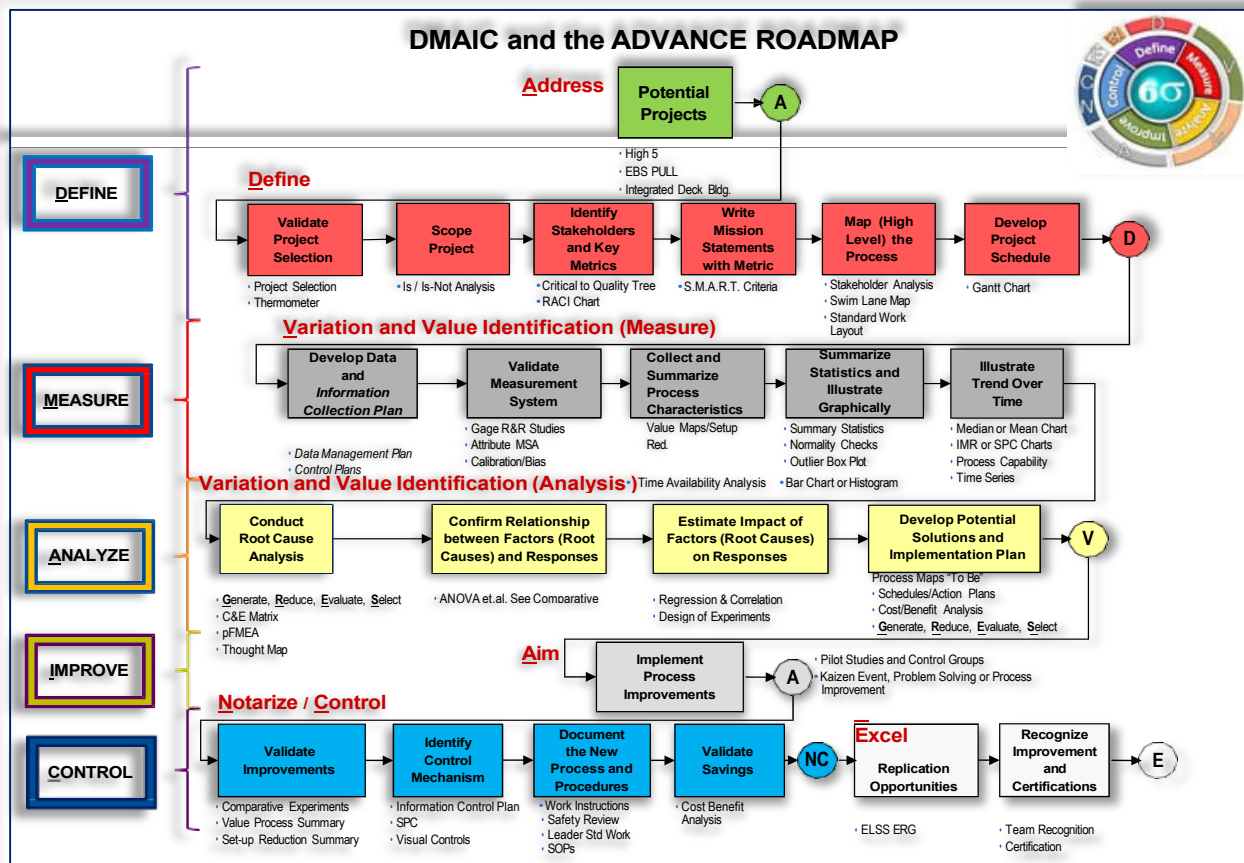 DMAIC and the ADVANCE ROADMAP
Address
Potential
Projects
A
· High 5
· EBS PULL
· Integrated Deck Bldg.
D
V
A
N
C
Define
Measure
Analyze
Improve
Control
6σ
DEFINE
Define
Validate
Project
Selection
Scope
Project
Identify
Stakeholders
and Key
Metrics
Write
Mission
Statements
with Metric
Map (High
Level) the
Process
Develop
Project
Schedule
D
· Project Selection
· Thermometer
• Is / Is-Not Analysis
• Critical to Quality Tree
• RACI Chart
• S.M.A.R.T. Criteria
· Stakeholder Analysis
· Swim Lane Map
· Standard Work
Layout
· Gantt Chart
MEASURE
Variation and Value Identification (Measure)
Develop Data
and
Information
Collection Plan
Validate
Measurement
System
Collect and
Summarize
Process
Characteristics
Summarize
Statistics and
Illustrate
Graphically
Illustrate
Trend Over
Time
· Data Management Plan
· Control Plans
· Gage R&R Studies
· Attribute MSA
· Calibration/Bias
Value Maps/Setup
Red.
· Time Availability Analysis
· Summary Statistics
· Normality Checks
· Outlier Box Plot
• Bar Chart or Histogram
· Median or Mean Chart
· IMR or SPC Charts
· Process Capability
· Time Series
ANALYZE
Variation and Value Identification (Analysis)
Conduct
Root Cause
Analysis
Confirm Relationship
between Factors (Root
Causes) and Responses
Estimate Impact of
Factors (Root Causes)
on Responses
Develop Potential
Solutions and
Implementation Plan
V
· Generate, Reduce, Evaluate, Select
· C&E Matrix
· pFMEA
· Thought Map
· ANOVA et.al. See Comparative
· Regression & Correlation
· Design of Experiments
Process Maps "To Be"
· Schedules/Action Plans
· Cost/Benefit Analysis
· Generate, Reduce, Evaluate, Select
IMPROVE
Aim
Implement
Process
Improvements
A
· Pilot Studies and Control Groups
• Kaizen Event, Problem Solving or Process
Improvement
CONTROL
Notarize / Control
Validate
Improvements
Identify
Control
Mechanism
Document
the New
Process and
Procedures
Validate
Savings
NC
Excel
Replication
Opportunities
Recognize
Improvement
and
Certifications
E
· Comparative Experiments
· Value Process Summary
· Set-up Reduction Summary
· Information Control Plan
· SPC
· Visual Controls
• Work Instructions
· Safety Review
· Leader Std Work
· SOPs
· Cost Benefit
Analysis
· ELSS ERG
· Team Recognition
· Certification